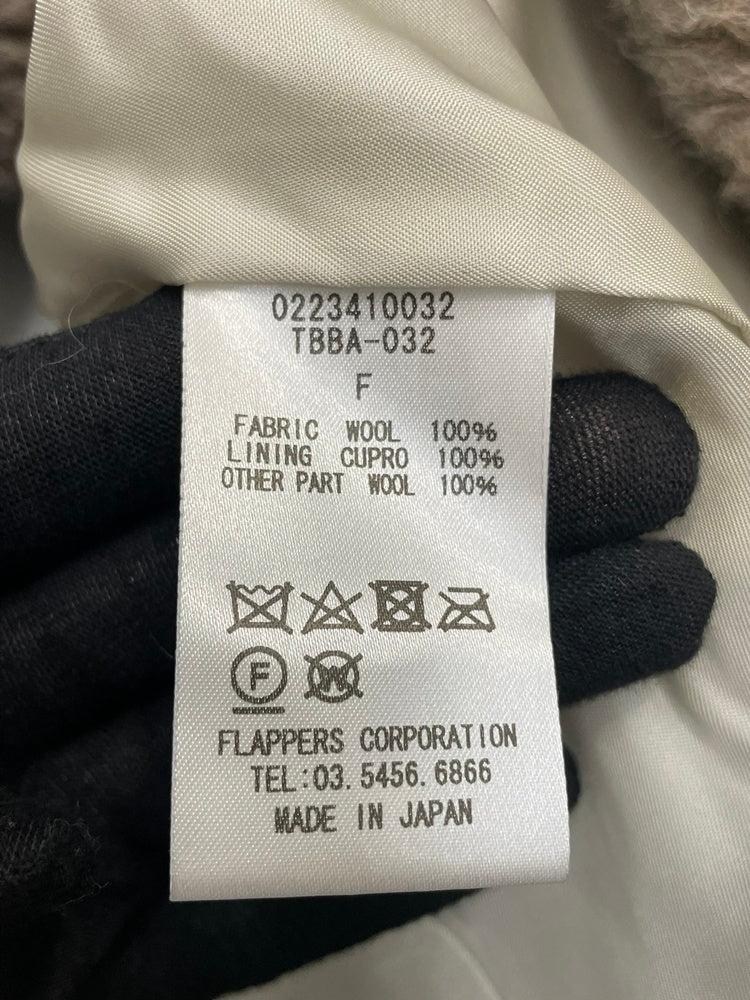 0223410032
TBBA-032
F
FABRIC WOOL 100%
LINING CUPRO 100%
OTHER PART WOOL 100%
F W
FLAPPERS CORPORATION
TEL:03.5456.6866
MADE IN JAPAN